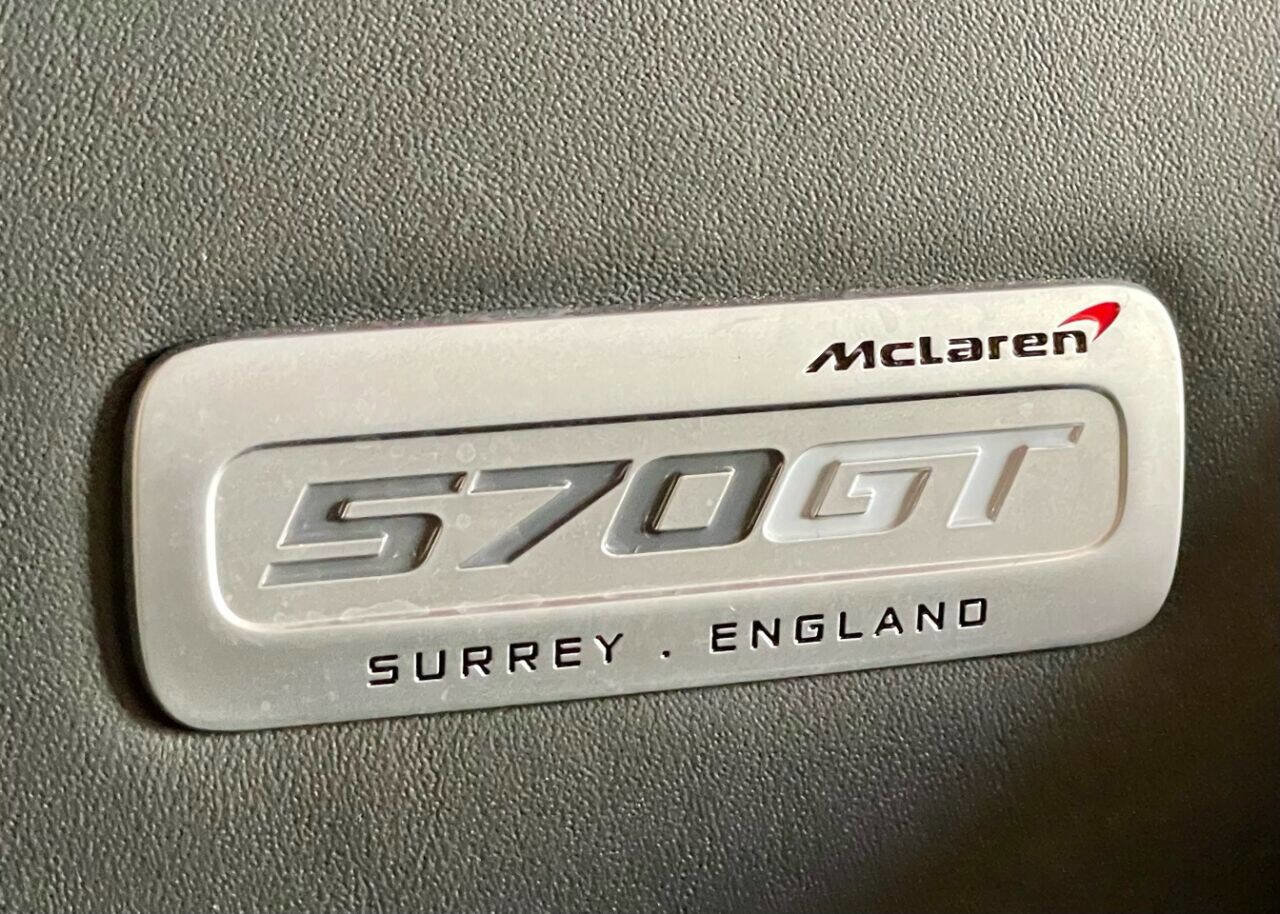 McLaren
570GT
SURREY . ENGLAND